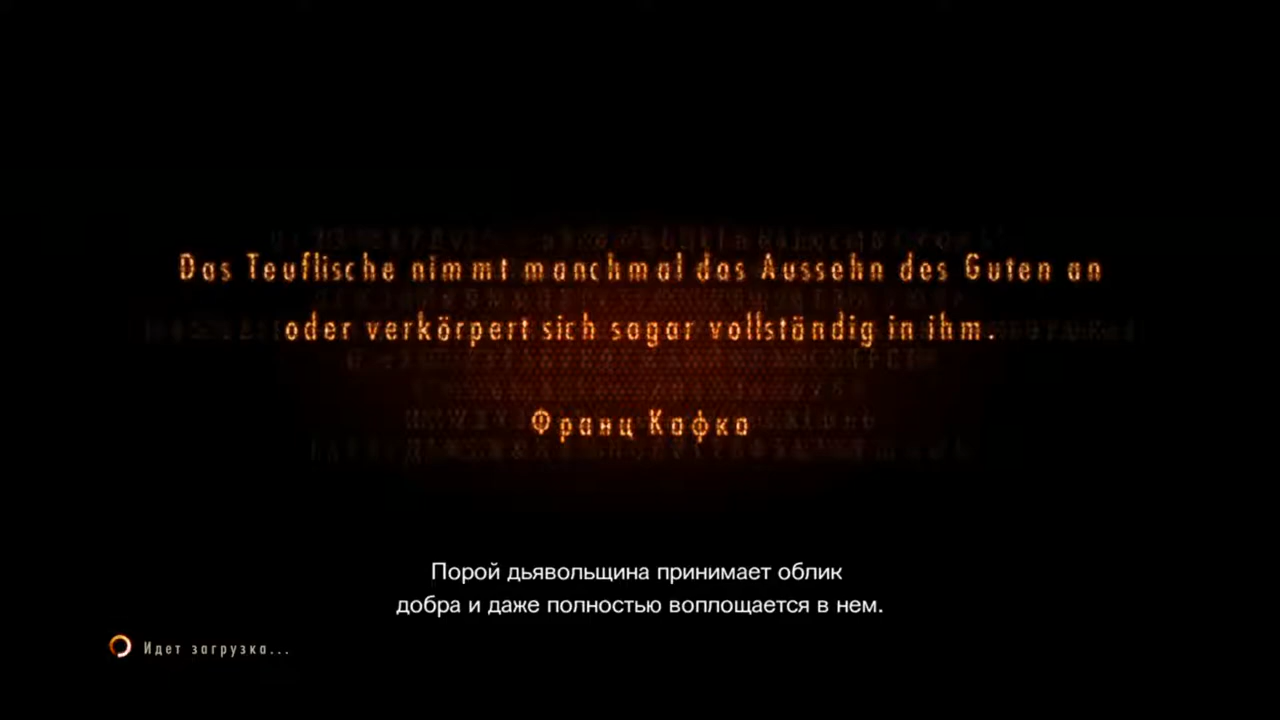 Das Teuflische nimmt manchmal das Aussehn des Guten an
oder verkörpert sich sogar vollständig in ihm.
Франц Кафка
Порой дьявольщина принимает облик
добра и даже полностью воплощается в нем.
Идет загрузка...